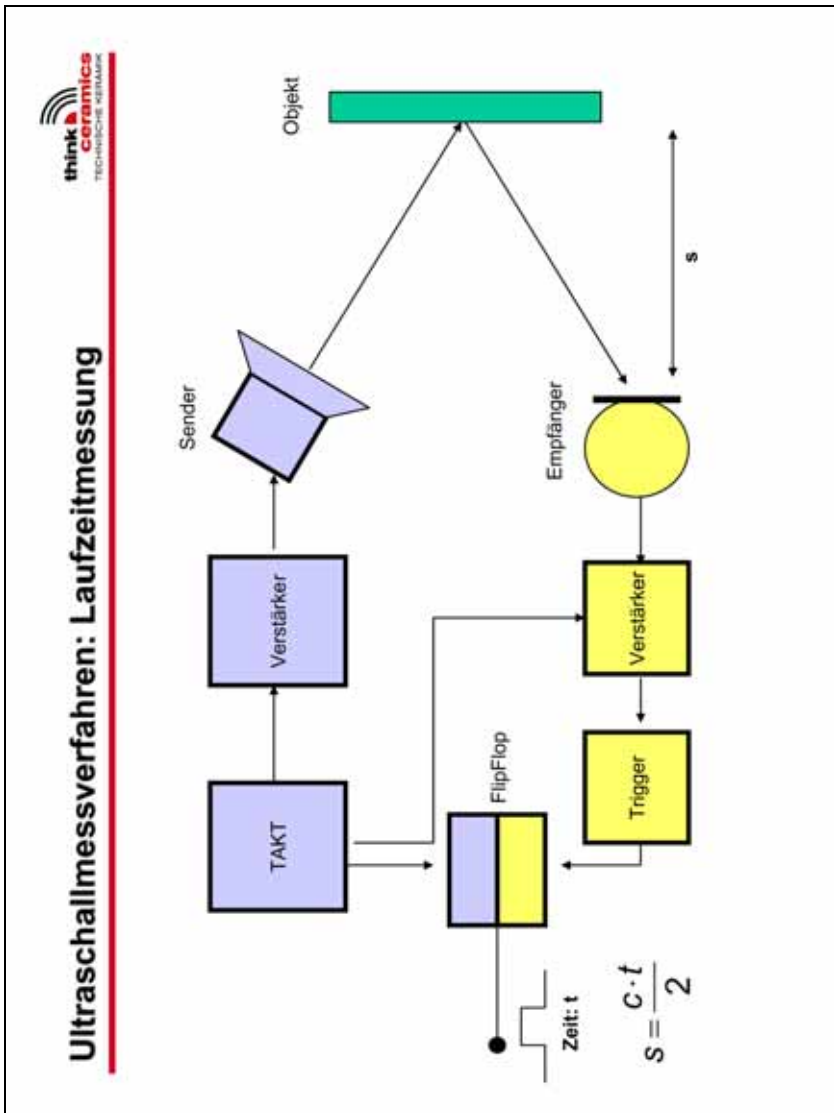 Ultraschallmessverfahren: Laufzeitmessung
think
ceramics
TECHNISCHE KERAMIK
TAKT
Verstärker
Sender
Objekt
FlipFlop
Trigger
Verstärker
Empfänger
s
Zeit: t
s = c · t / 2